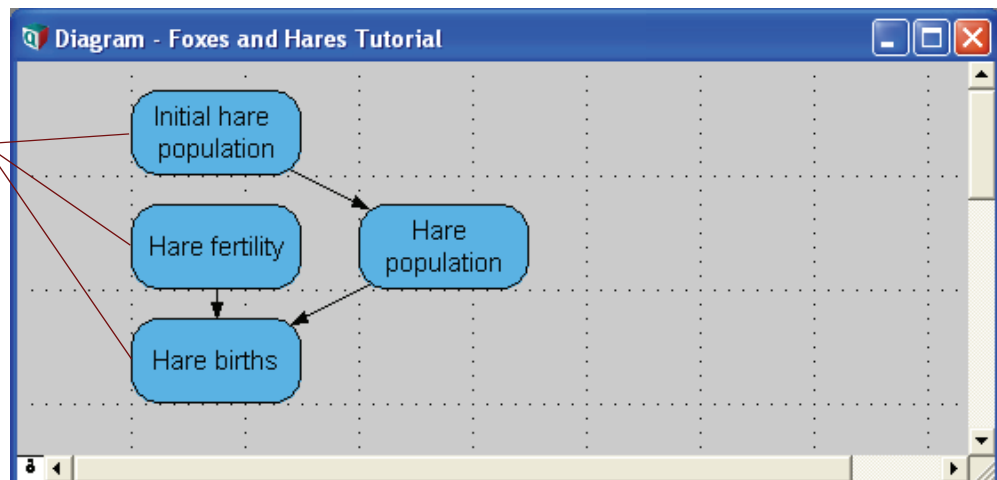 Diagram - Foxes and Hares Tutorial
Initial hare
population
Hare fertility
Hare
population
Hare births